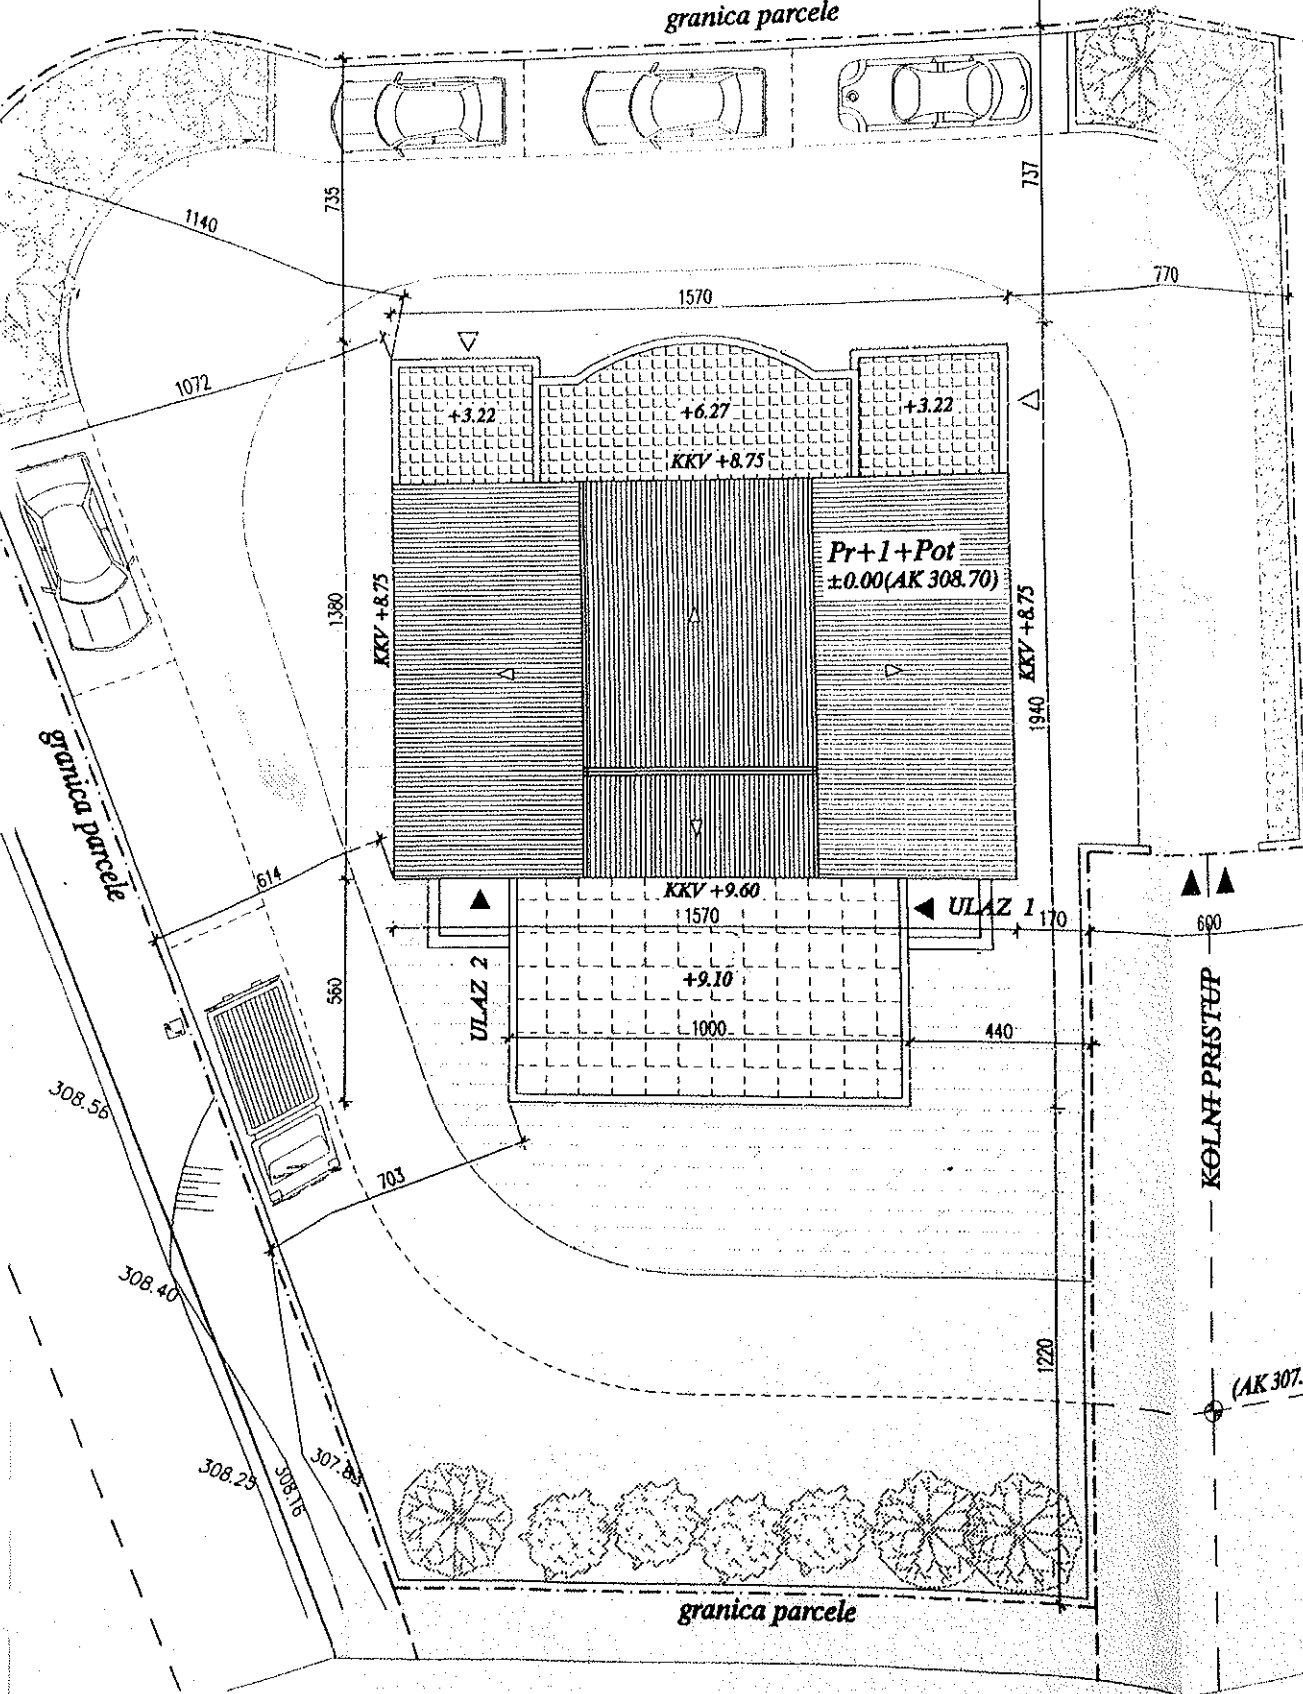 granica parcele
735
737
1140
1570
770
1072
+3.22
+6.27
+3.22
KKV +8.75
Pr+1+Pot
±0.00(AK 308.70)
KKV +8.75
1380
KKV +8.75
1940
granica parcele
614
KKV +9.60
1570
ULAZ 1
170
600
560
ULAZ 2
+9.10
1000
440
KOLNI PRISTUP
308.56
703
308.40
1220
(AK 307.
308.25
308.16
307.83
granica parcele